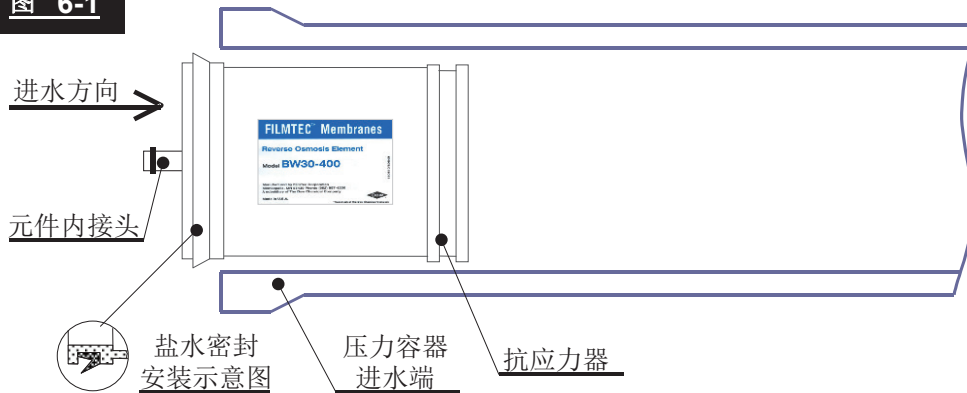 图 6-1
进水方向
FILMTEC™ Membranes
Reverse Osmosis Element
Model BW30-400
元件内接头
盐水密封
安装示意图
压力容器
进水端
抗应力器